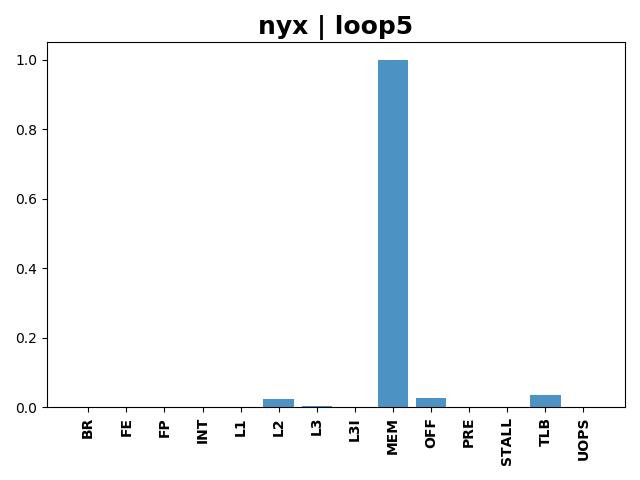 nyx | loop5
1.0
0.8
0.6
0.4
0.2
0.0
BR
FE
FP
INT
L1
L2
L3
L3I
MEM
OFF
PRE
STALL
TLB
UOPS